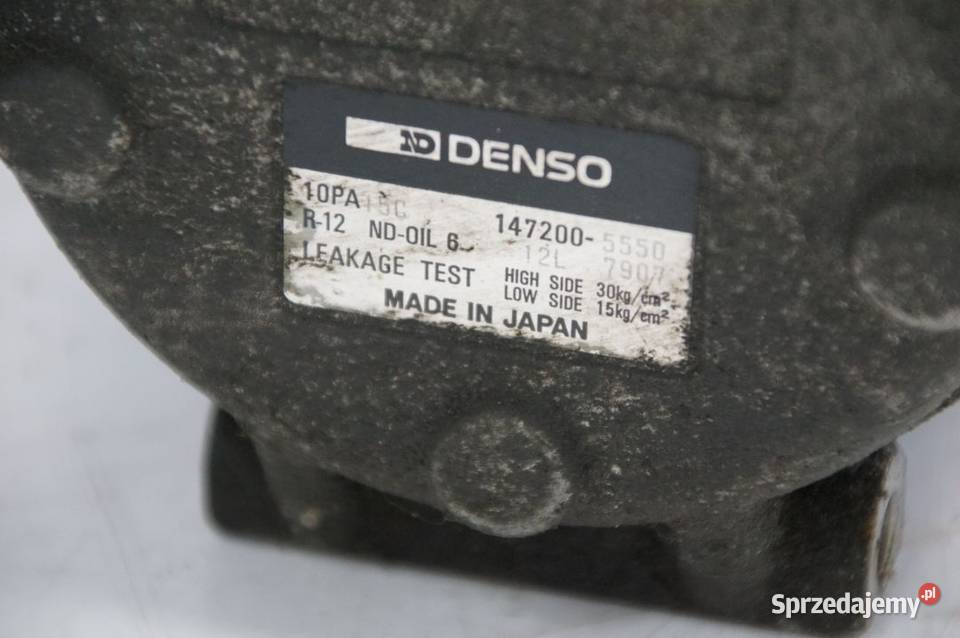 ND DENSO
10PA15C 147200-5550
R-12 ND-OIL 6 12L 7907
LEAKAGE TEST HIGH SIDE 30kg/cm²
LOW SIDE 15kg/cm²
MADE IN JAPAN
Sprzedajemy.pl